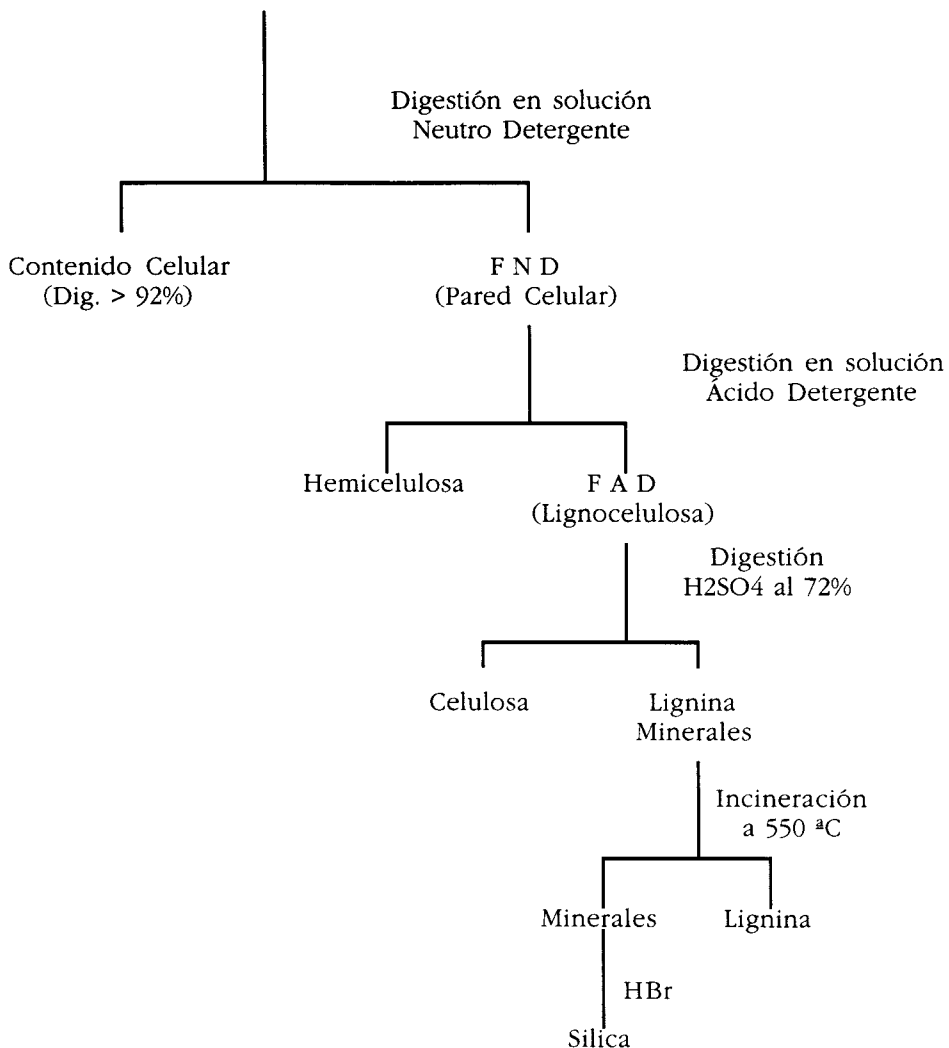 Digestión en solución
Neutro Detergente
Contenido Celular
(Dig. > 92%)
F N D
(Pared Celular)
Digestión en solución
Ácido Detergente
Hemicelulosa
F A D
(Lignocelulosa)
Digestión
H2SO4 al 72%
Celulosa
Lignina
Minerales
Incineración
a 550 ªC
Minerales
Lignina
HBr
Silica